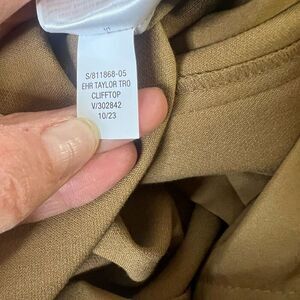 S/811868-05
EHR TAYLOR TRO
CLIFFTOP
V/302842
10/23